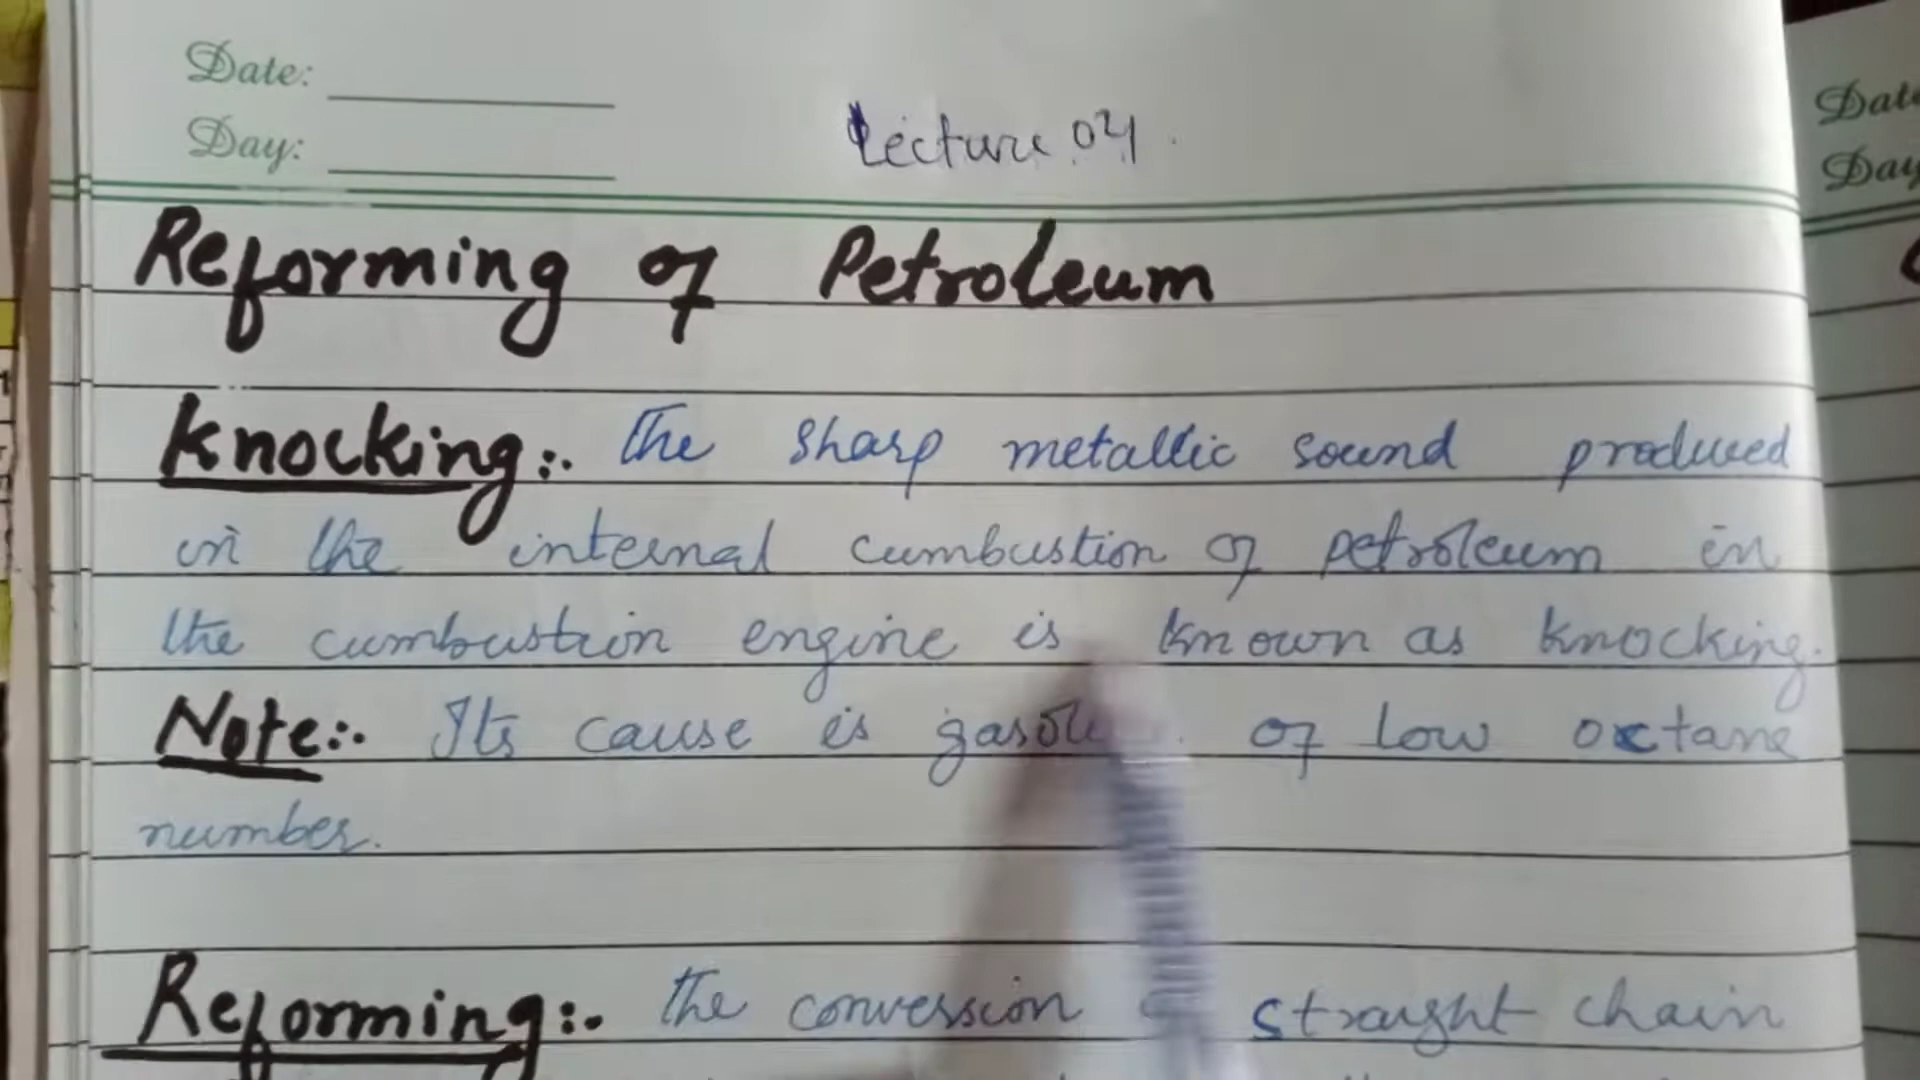 Date:
Day:
Lecture 04
Date
Day
Reforming of Petroleum
Knocking:. The sharp metallic sound produced
in the internal cumbustion of petroleum in
the cumbustion engine is known as knocking.
Note:. Its cause is of low octane
number.
Reforming:. The conversion straight chain